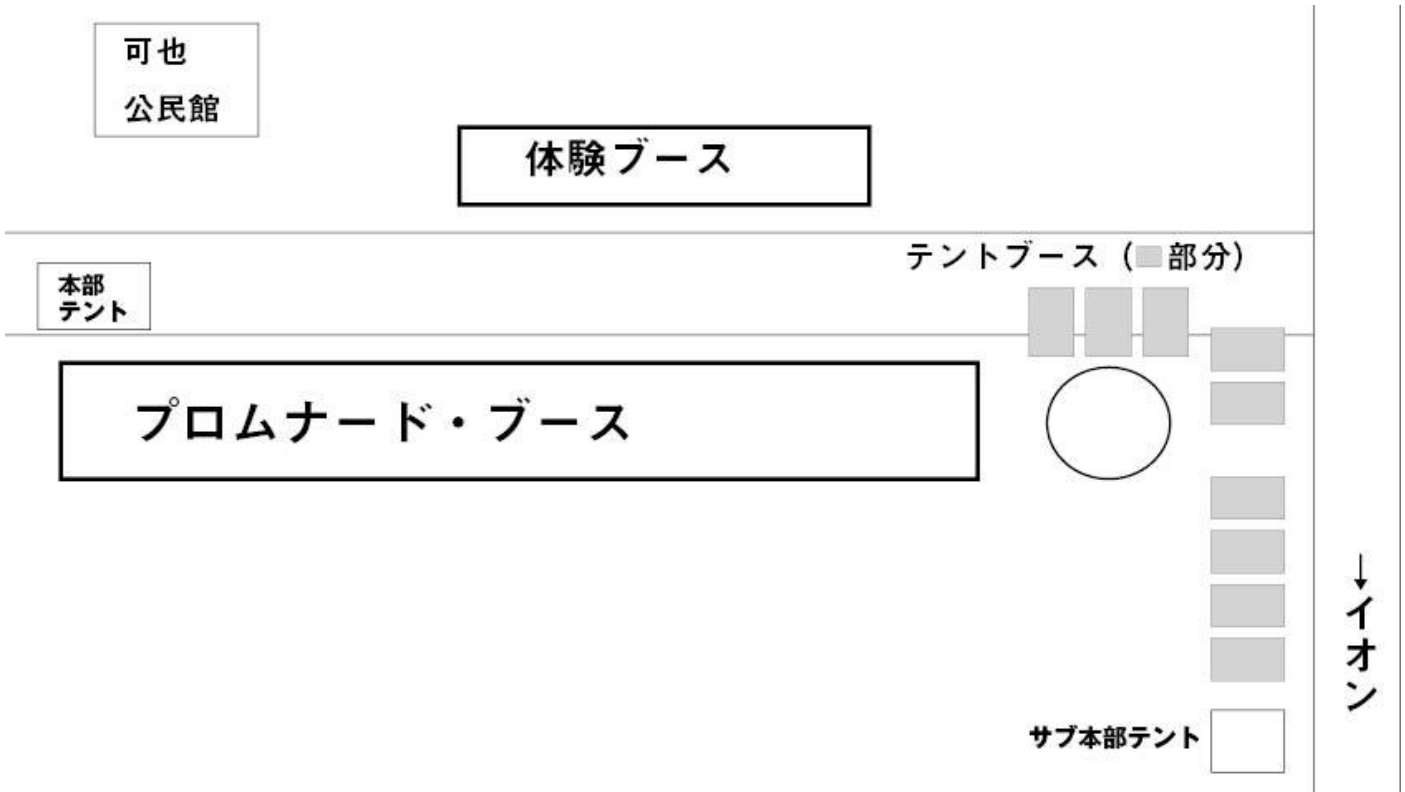 可也
公民館
体験ブース
テントブース（■部分）
本部
テント
プロムナード・ブース
→イオン
サブ本部テント